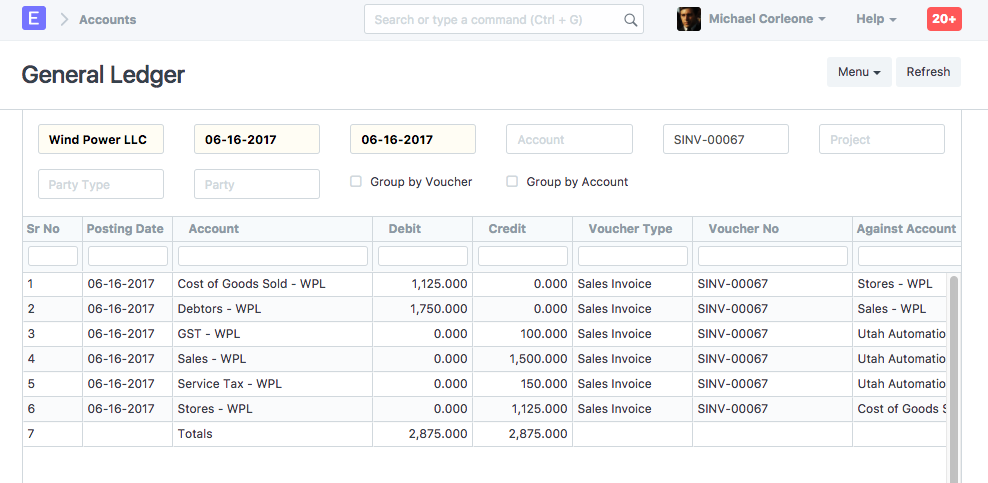 E Accounts Search or type a command (Ctrl + G) Michael Corleone Help 20+
General Ledger Menu Refresh
Wind Power LLC 06-16-2017 06-16-2017 Account SINV-00067 Project
Party Type Party Group by Voucher Group by Account
Sr No Posting Date Account Debit Credit Voucher Type Voucher No Against Account
1 06-16-2017 Cost of Goods Sold - WPL 1,125.000 0.000 Sales Invoice SINV-00067 Stores - WPL
2 06-16-2017 Debtors - WPL 1,750.000 0.000 Sales Invoice SINV-00067 Sales - WPL
3 06-16-2017 GST - WPL 0.000 100.000 Sales Invoice SINV-00067 Utah Automatio
4 06-16-2017 Sales - WPL 0.000 1,500.000 Sales Invoice SINV-00067 Utah Automatio
5 06-16-2017 Service Tax - WPL 0.000 150.000 Sales Invoice SINV-00067 Utah Automatio
6 06-16-2017 Stores - WPL 0.000 1,125.000 Sales Invoice SINV-00067 Cost of Goods S
7 Totals 2,875.000 2,875.000